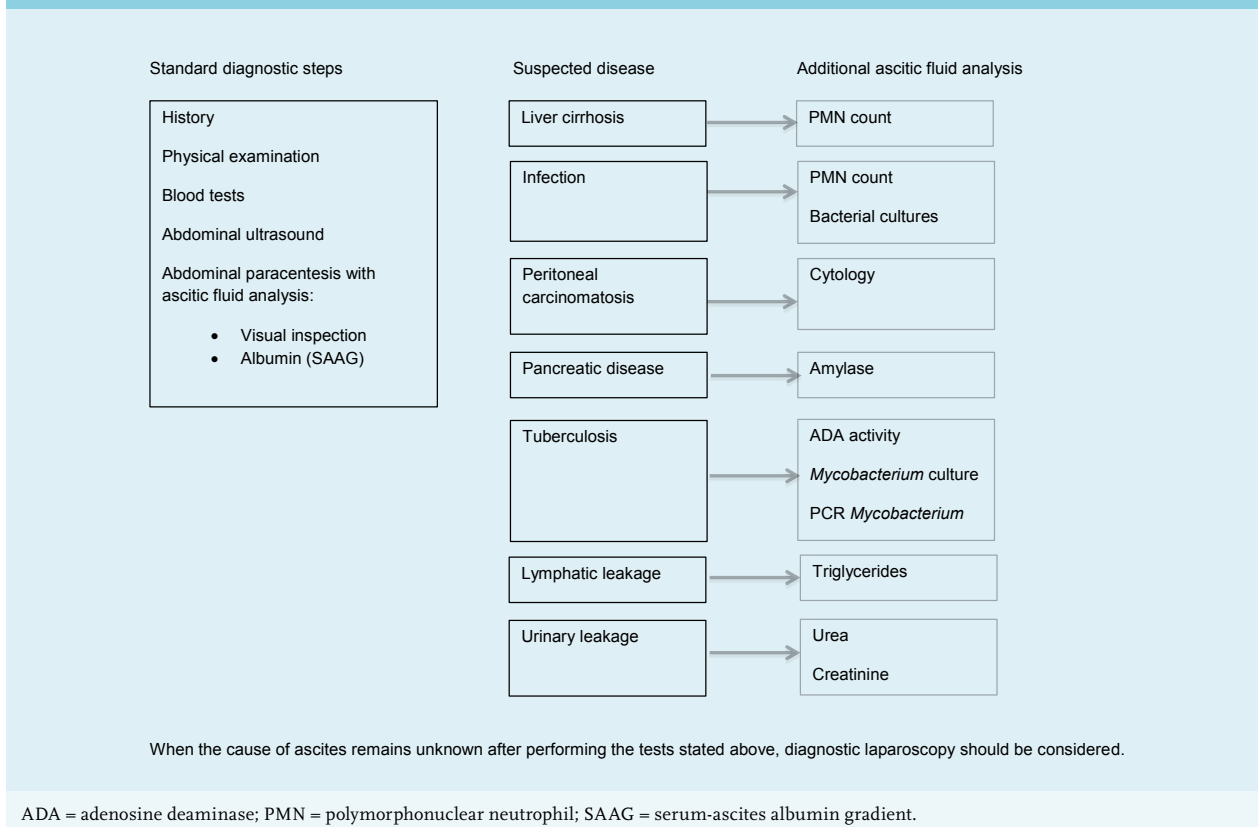 Standard diagnostic steps
Suspected disease
Additional ascitic fluid analysis
History
Physical examination
Blood tests
Abdominal ultrasound
Abdominal paracentesis with
ascitic fluid analysis:
• Visual inspection
• Albumin (SAAG)
Liver cirrhosis
PMN count
Infection
PMN count
Bacterial cultures
Peritoneal
carcinomatosis
Cytology
Pancreatic disease
Amylase
Tuberculosis
ADA activity
Mycobacterium culture
PCR Mycobacterium
Lymphatic leakage
Triglycerides
Urinary leakage
Urea
Creatinine
When the cause of ascites remains unknown after performing the tests stated above, diagnostic laparoscopy should be considered.
ADA = adenosine deaminase; PMN = polymorphonuclear neutrophil; SAAG = serum-ascites albumin gradient.